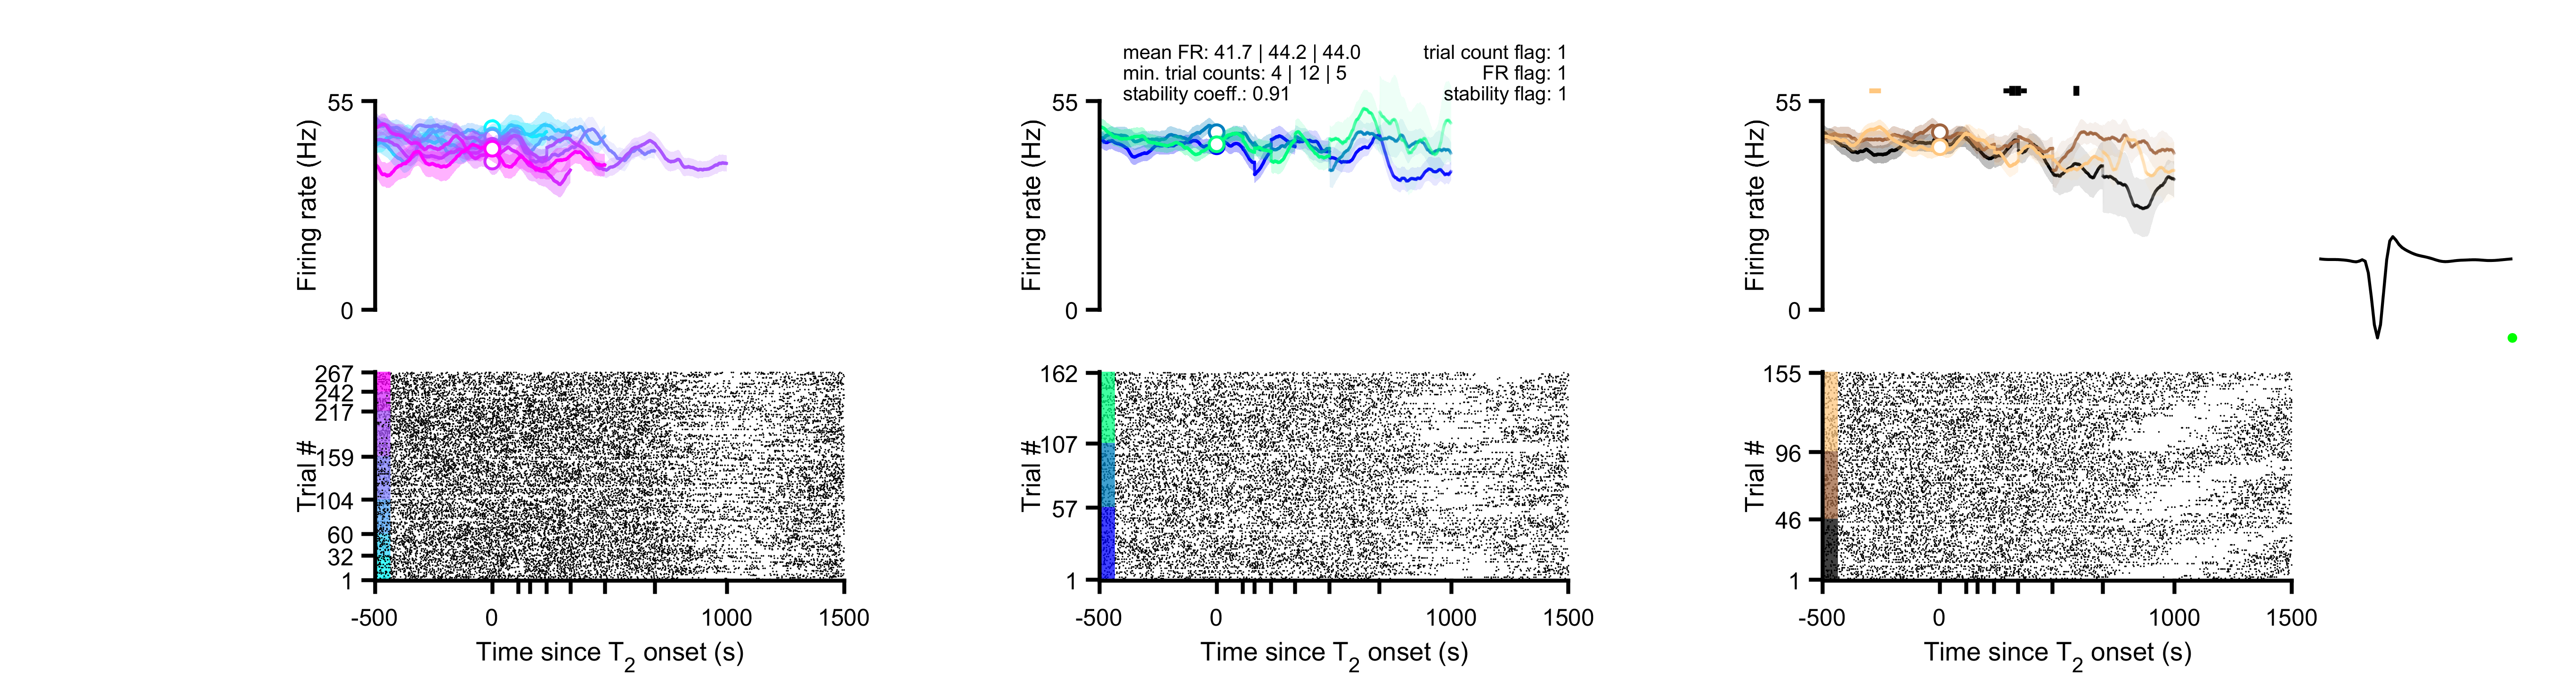 mean FR: 41.7 | 44.2 | 44.0
min. trial counts: 4 | 12 | 5
stability coeff.: 0.91
trial count flag: 1
FR flag: 1
stability flag: 1
55
0
Firing rate (Hz)
55
0
Firing rate (Hz)
55
0
Firing rate (Hz)
267
242
217
159
104
60
32
1
Trial #
-500
0
1000
1500
Time since T2 onset (s)
162
107
57
1
Trial #
-500
0
1000
1500
Time since T2 onset (s)
155
96
46
1
Trial #
-500
0
1000
1500
Time since T2 onset (s)